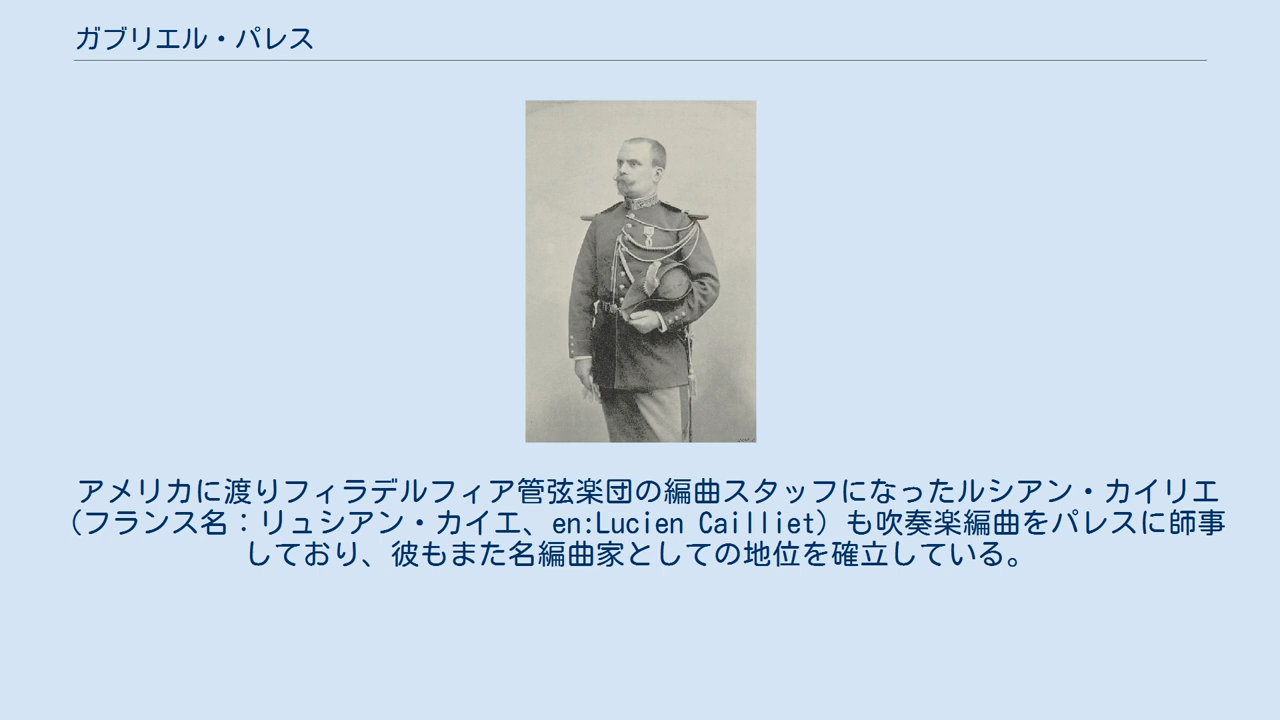 ガブリエル・パレス
アメリカに渡りフィラデルフィア管弦楽団の編曲スタッフになったルシアン・カイリエ
（フランス名：リュシアン・カイエ、en:Lucien Cailliet）も吹奏楽編曲をパレスに師事
しており、彼もまた名編曲家としての地位を確立している。